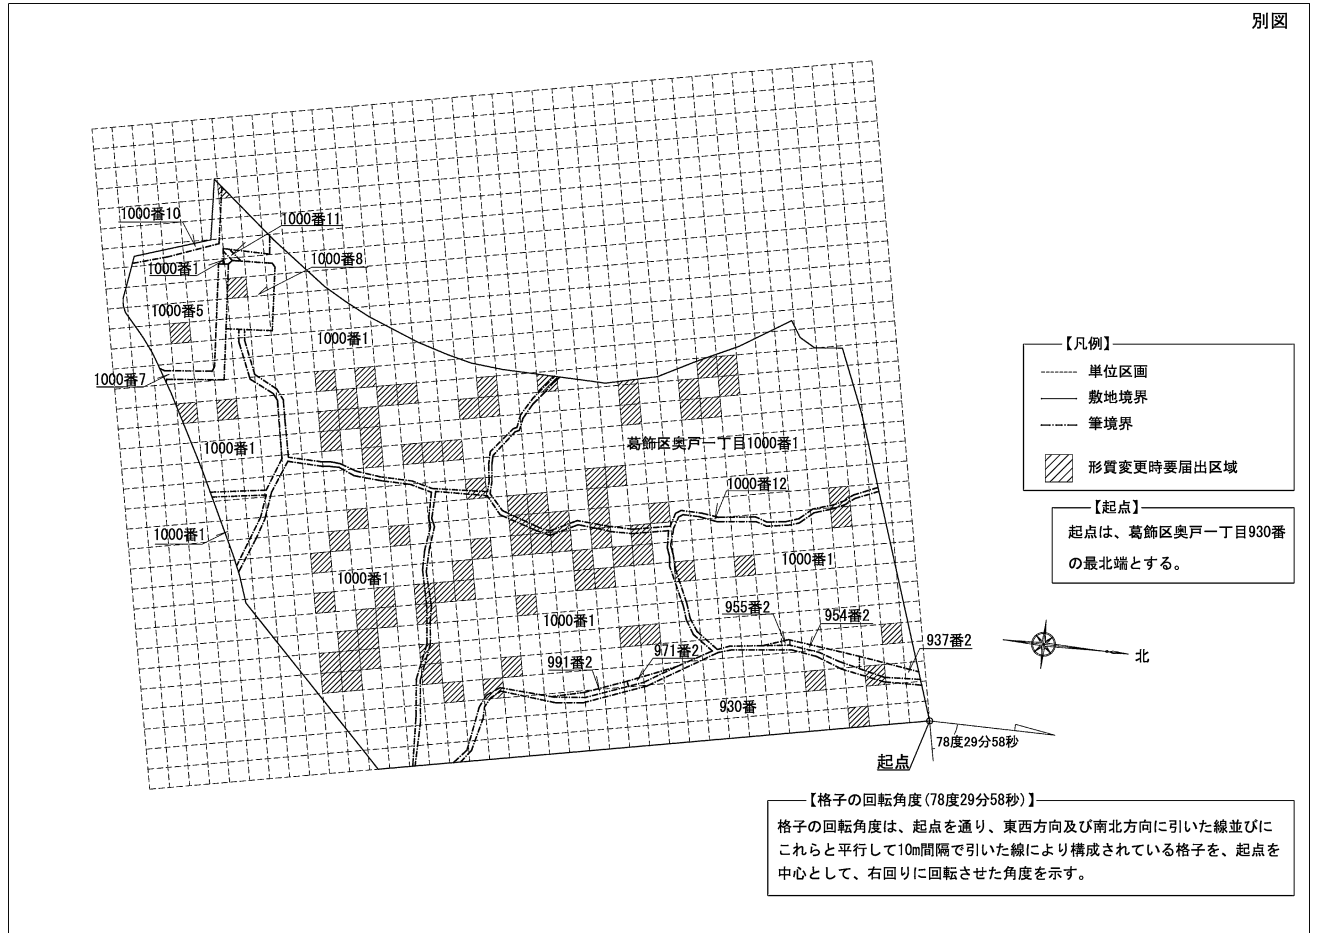 別図
1000番10
1000番11
1000番1
1000番8
1000番5
1000番1
1000番7
1000番1
葛飾区奥戸一丁目1000番1
1000番12
1000番1
1000番1
1000番1
1000番1
955番2
954番2
937番2
991番2
971番2
930番
起点
78度29分58秒
北
【凡例】
単位区画
敷地境界
筆境界
形質変更時要届出区域
【起点】
起点は、葛飾区奥戸一丁目930番
の最北端とする。
【格子の回転角度(78度29分58秒)】
格子の回転角度は、起点を通り、東西方向及び南北方向に引いた線並びに
これらと平行して10m間隔で引いた線により構成されている格子を、起点を
中心として、右回りに回転させた角度を示す。